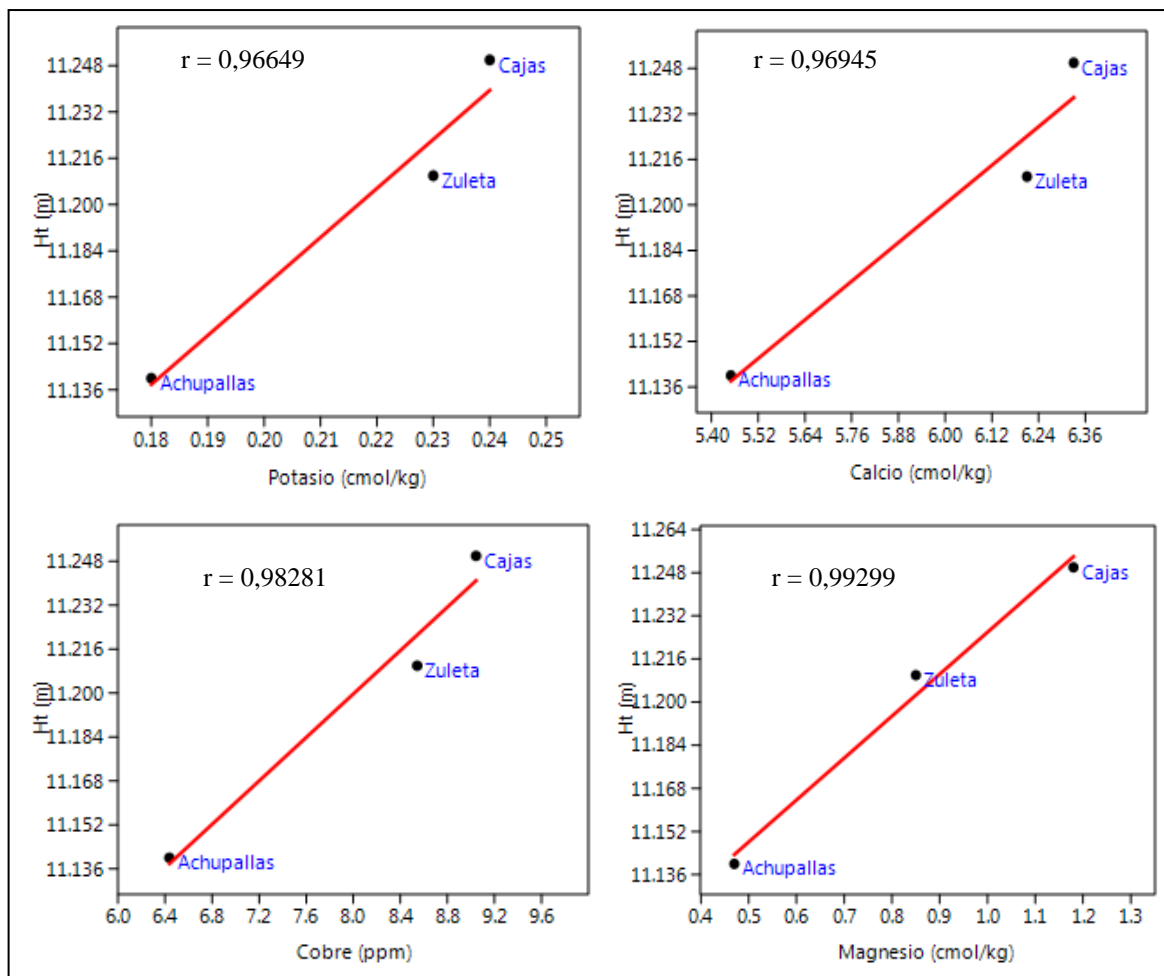 r = 0,96649
11.248
11.232
11.216
11.200
11.184
11.168
11.152
11.136
Ht (m)
Cajas
Zuleta
Achupallas
0.18 0.19 0.20 0.21 0.22 0.23 0.24 0.25
Potasio (cmol/kg)
r = 0,96945
11.248
11.232
11.216
11.200
11.184
11.168
11.152
11.136
Ht (m)
Cajas
Zuleta
Achupallas
5.40 5.52 5.64 5.76 5.88 6.00 6.12 6.24 6.36
Calcio (cmol/kg)
r = 0,98281
11.248
11.232
11.216
11.200
11.184
11.168
11.152
11.136
Ht (m)
Cajas
Zuleta
Achupallas
6.0 6.4 6.8 7.2 7.6 8.0 8.4 8.8 9.2 9.6
Cobre (ppm)
r = 0,99299
11.264
11.248
11.232
11.216
11.200
11.184
11.168
11.152
11.136
Ht (m)
Cajas
Zuleta
Achupallas
0.4 0.5 0.6 0.7 0.8 0.9 1.0 1.1 1.2 1.3
Magnesio (cmol/kg)